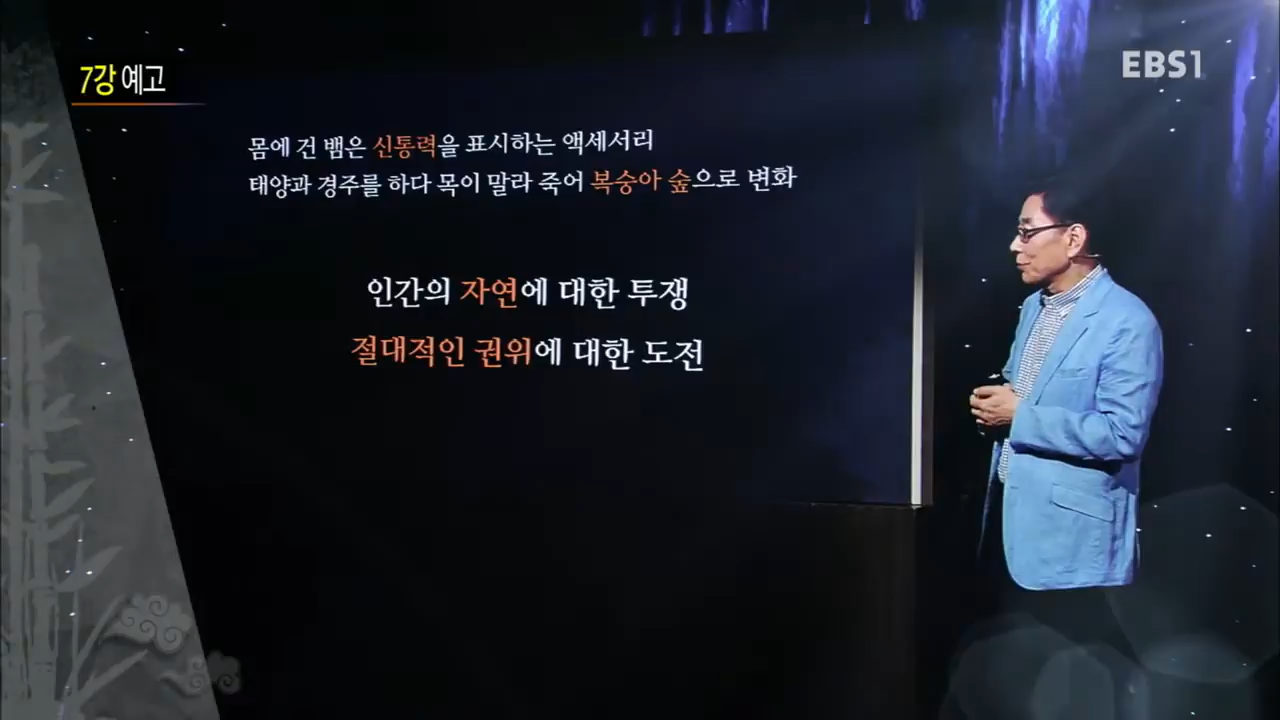 7강 예고
EBS1
몸에 건 뱀은 신통력을 표시하는 액세서리
태양과 경주를 하다 목이 말라 죽어 복숭아 숲으로 변화
인간의 자연에 대한 투쟁
절대적인 권위에 대한 도전